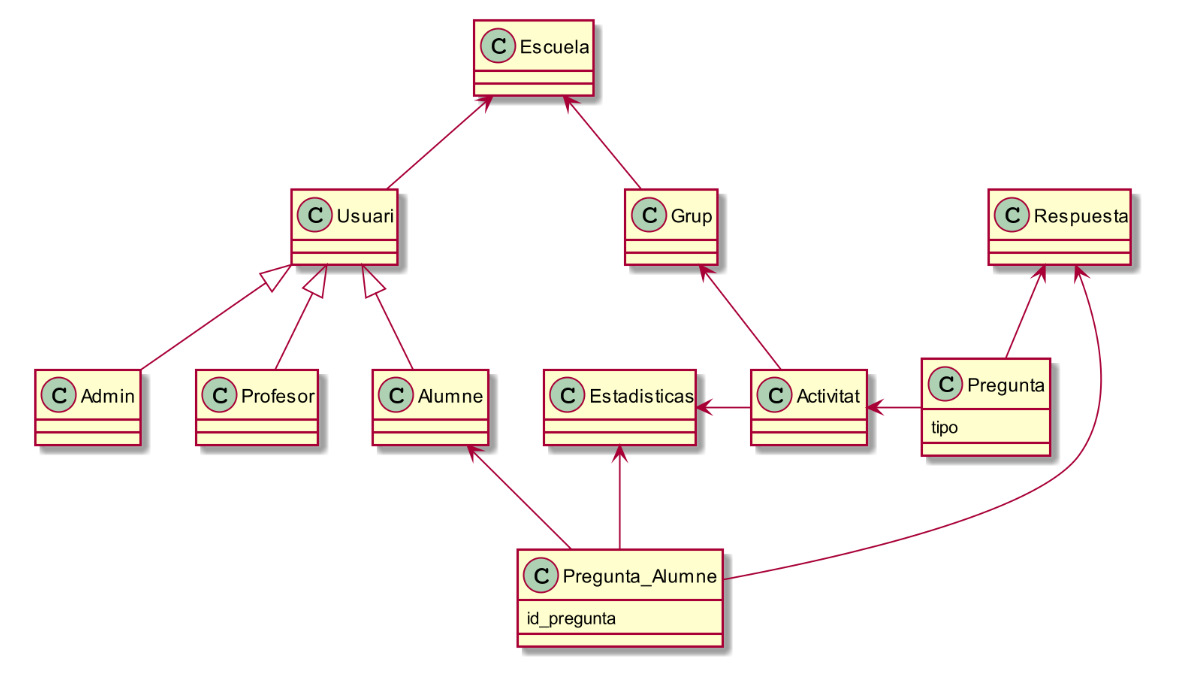 C Escuela
C Usuari
C Grup
C Respuesta
C Admin
C Profesor
C Alumne
C Estadisticas
C Activitat
C Pregunta
tipo
C Pregunta_Alumne
id_pregunta